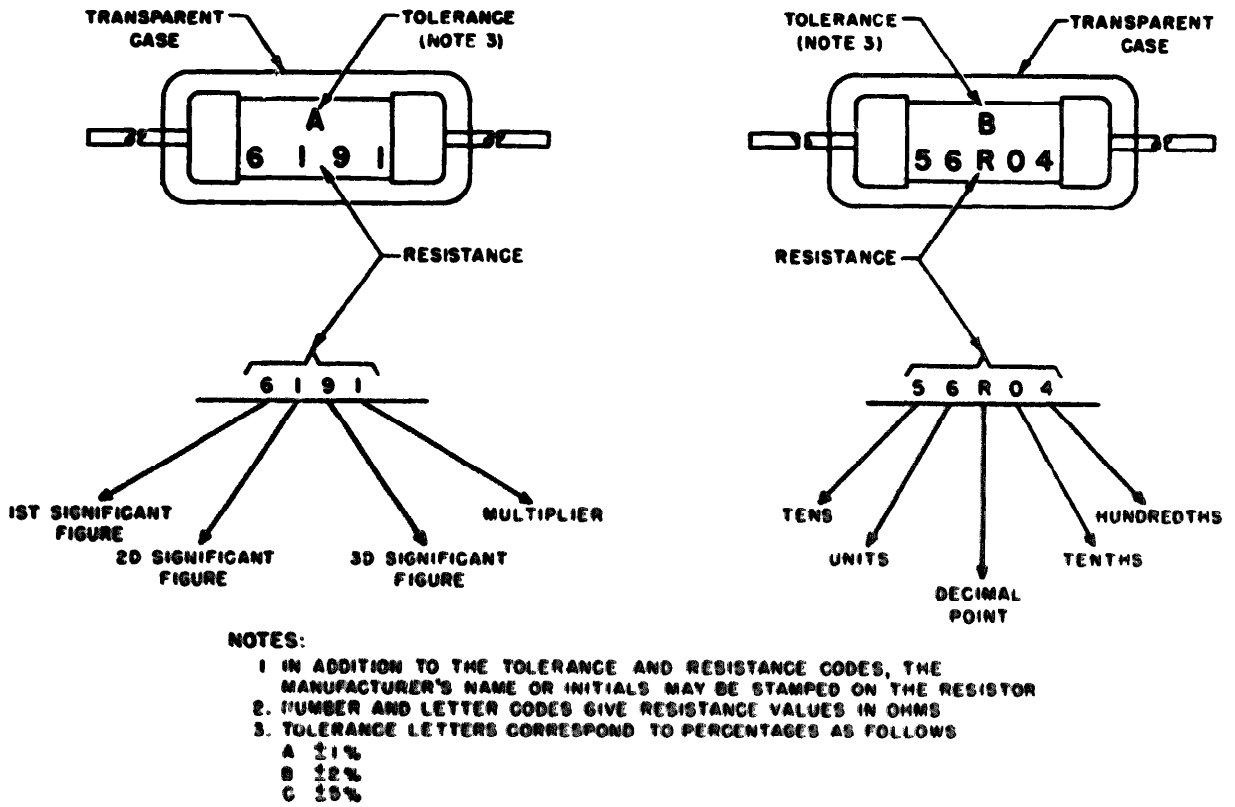 TRANSPARENT
CASE
TOLERANCE
(NOTE 3)
A
6 1 9 1
RESISTANCE
6 1 9 1
1ST SIGNIFICANT
FIGURE
2D SIGNIFICANT
FIGURE
3D SIGNIFICANT
FIGURE
MULTIPLIER
TOLERANCE
(NOTE 3)
TRANSPARENT
CASE
B
5 6 R 0 4
RESISTANCE
5 6 R 0 4
TENS
UNITS
DECIMAL
POINT
TENTHS
HUNDREDTHS
NOTES:
1 IN ADDITION TO THE TOLERANCE AND RESISTANCE CODES, THE
MANUFACTURER'S NAME OR INITIALS MAY BE STAMPED ON THE RESISTOR
2. NUMBER AND LETTER CODES GIVE RESISTANCE VALUES IN OHMS
3. TOLERANCE LETTERS CORRESPOND TO PERCENTAGES AS FOLLOWS
A ±1%
B ±2%
C ±5%